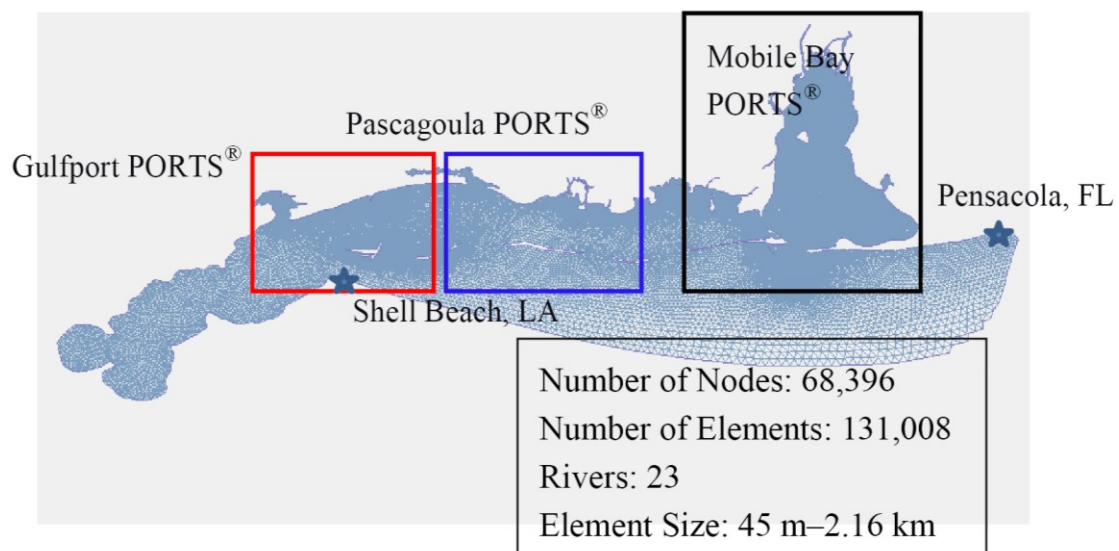 Mobile Bay
PORTS®
Pascagoula PORTS®
Gulfport PORTS®
Pensacola, FL
Shell Beach, LA
Number of Nodes: 68,396
Number of Elements: 131,008
Rivers: 23
Element Size: 45 m–2.16 km